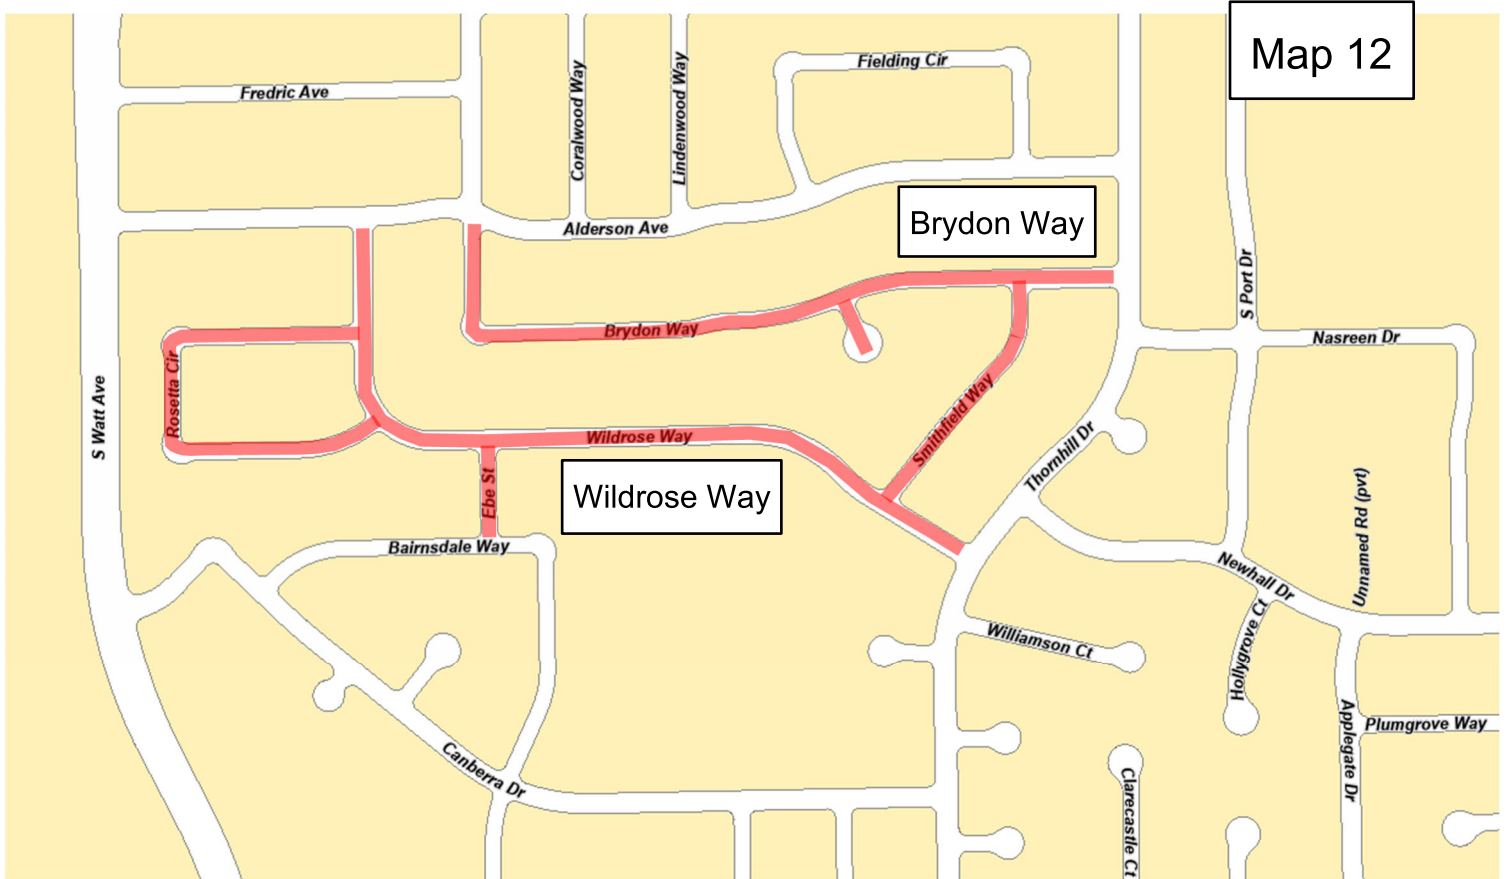 Map 12
Fielding Cir
Fredric Ave
Coralwood Way
Lindenwood Way
Brydon Way
Alderson Ave
S Port Dr
Brydon Way
Nasreen Dr
Rosetta Cir
S Watt Ave
Smithfield Way
Wildrose Way
Thornhill Dr
Wildrose Way
Ebe St
Bairnsdale Way
Unnamed Rd (pvt)
Newhall Dr
Williamson Ct
Hollygrove Ct
Applegate Dr
Plumgrove Way
Canberra Dr
Clarecastle Ct